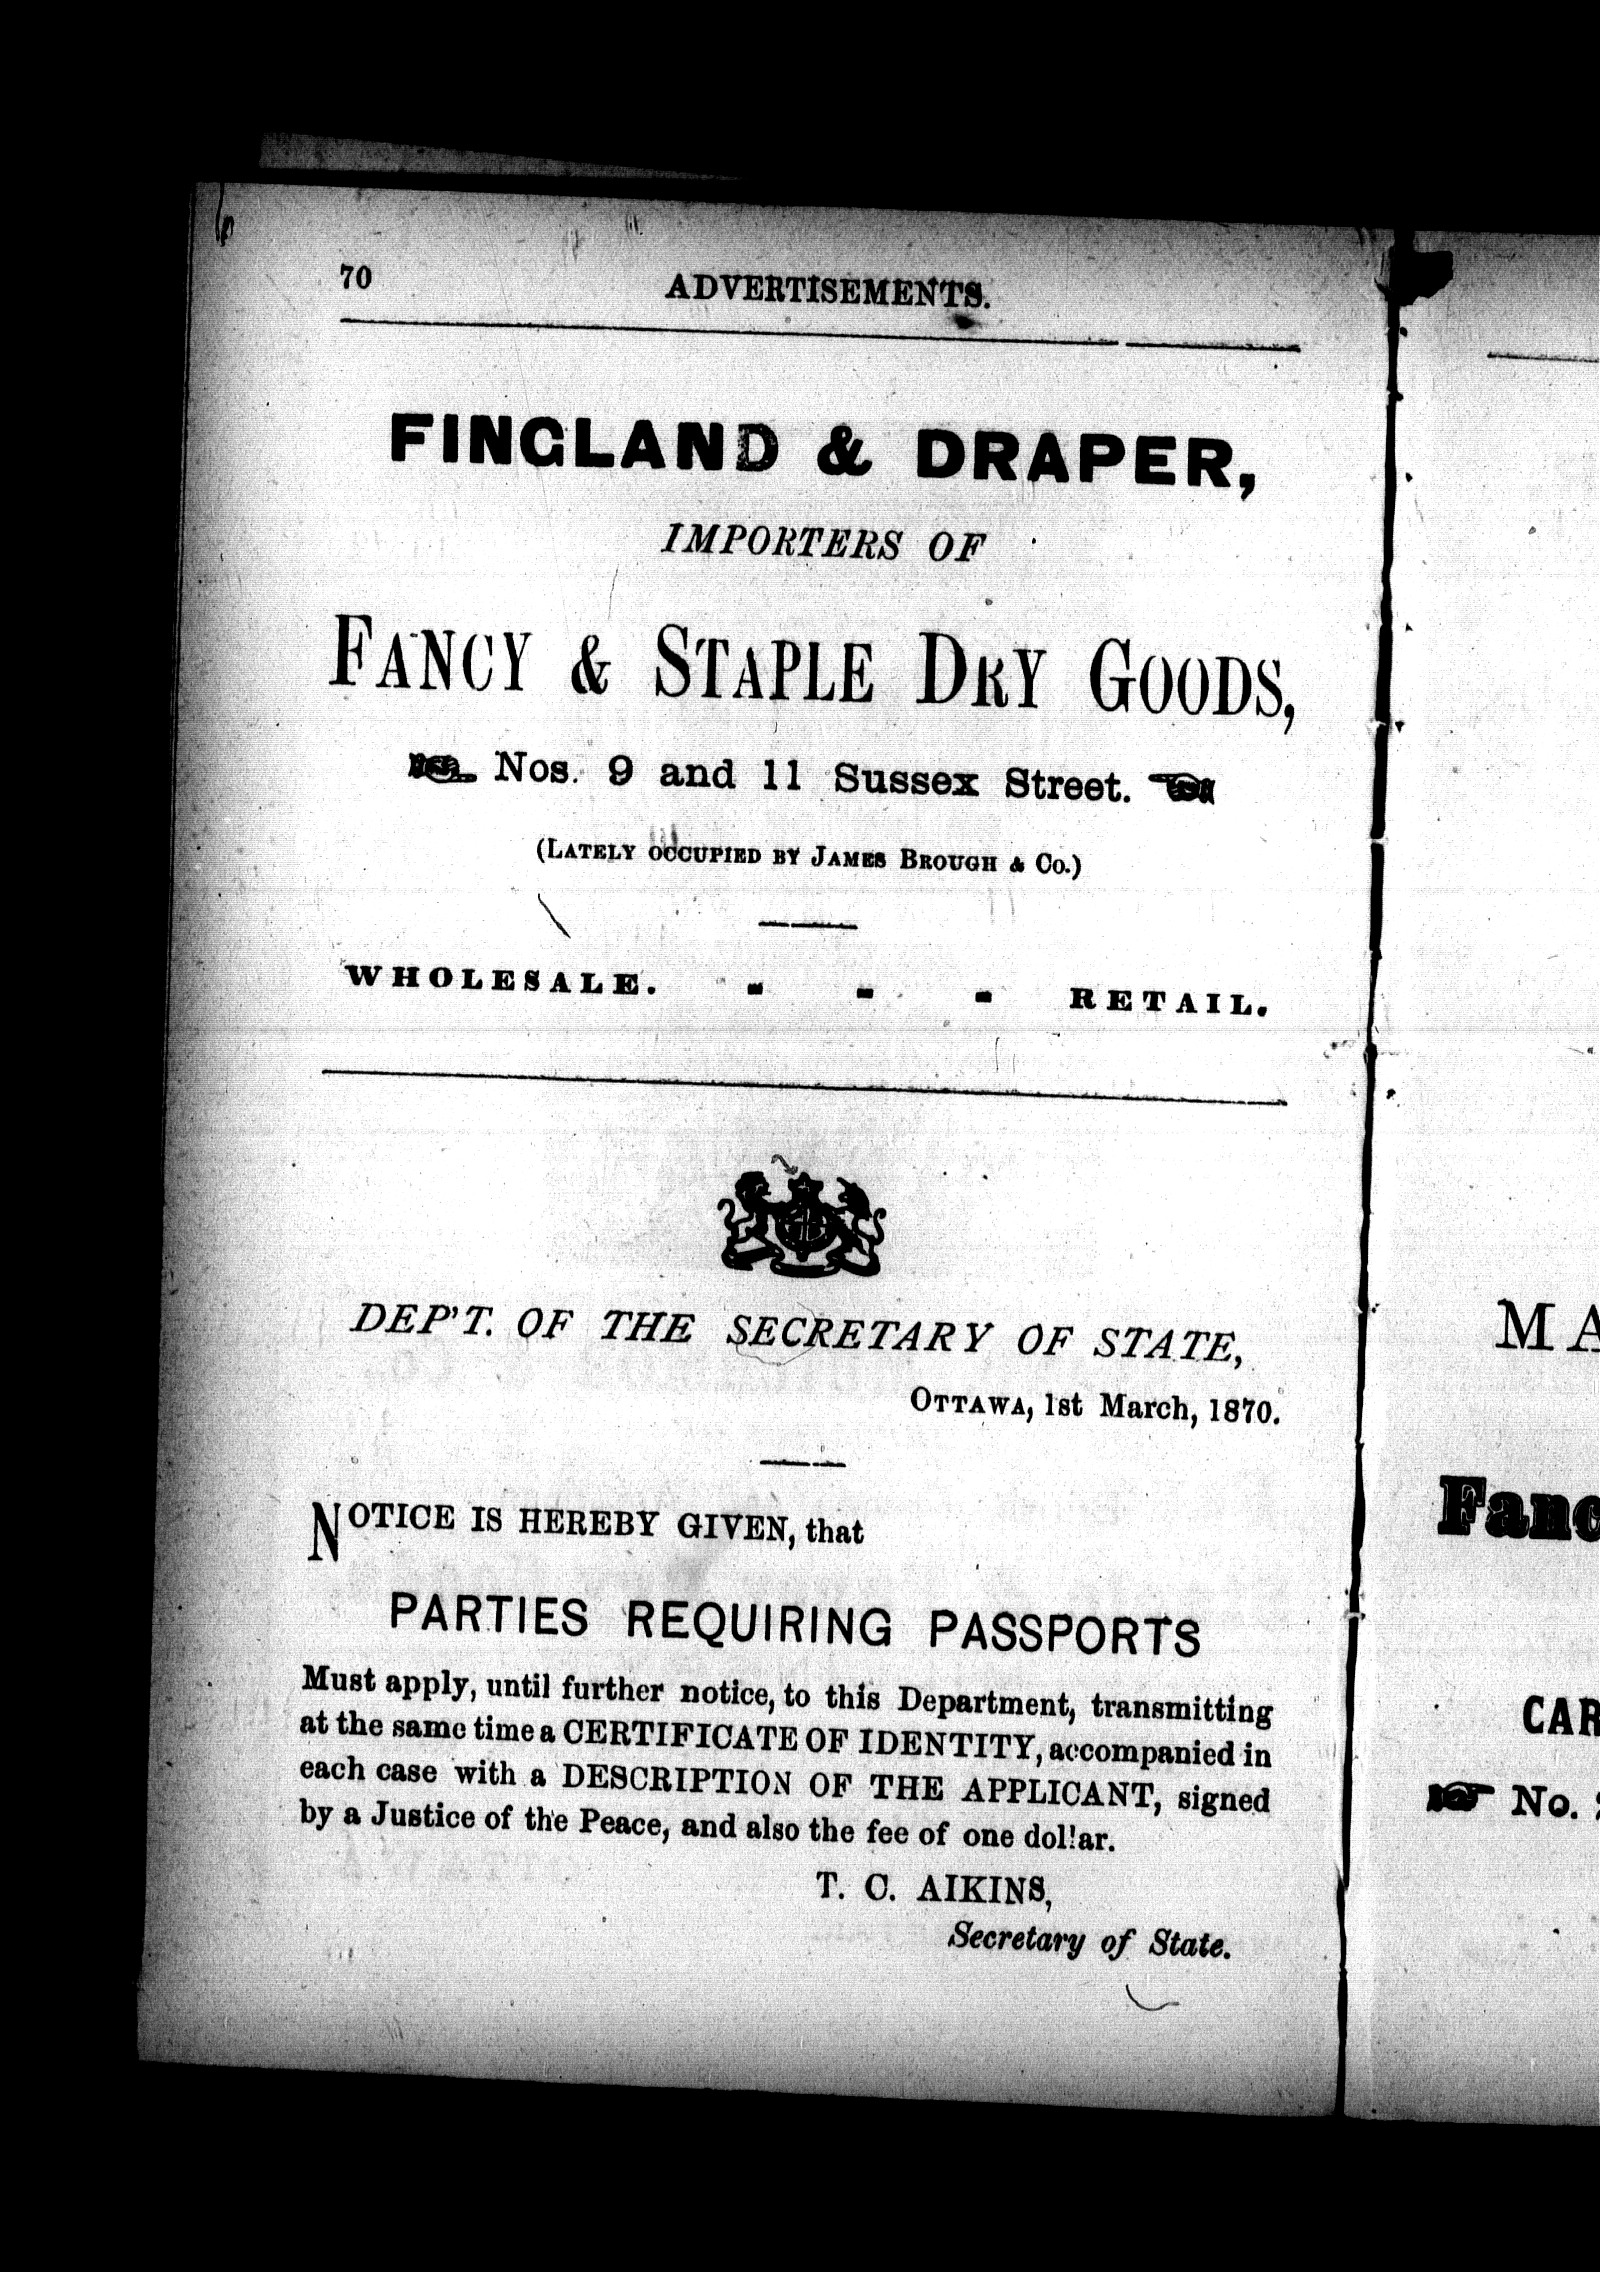 70
ADVERTISEMENTS.
FINGLAND & DRAPER,
IMPORTERS OF
FANCY & STAPLE DRY GOODS,
Nos. 9 and 11 Sussex Street.
(LATELY OCCUPIED BY JAMES BROUGH & Co.)
WHOLESALE. - - - RETAIL.
DEP'T. OF THE SECRETARY OF STATE,
OTTAWA, 1st March, 1870.
NOTICE IS HEREBY GIVEN, that
PARTIES REQUIRING PASSPORTS
Must apply, until further notice, to this Department, transmitting
at the same time a CERTIFICATE OF IDENTITY, accompanied in
each case with a DESCRIPTION OF THE APPLICANT, signed
by a Justice of the Peace, and also the fee of one dollar.
T. C. AIKINS,
Secretary of State.
MA
Fanc
CAR
No.